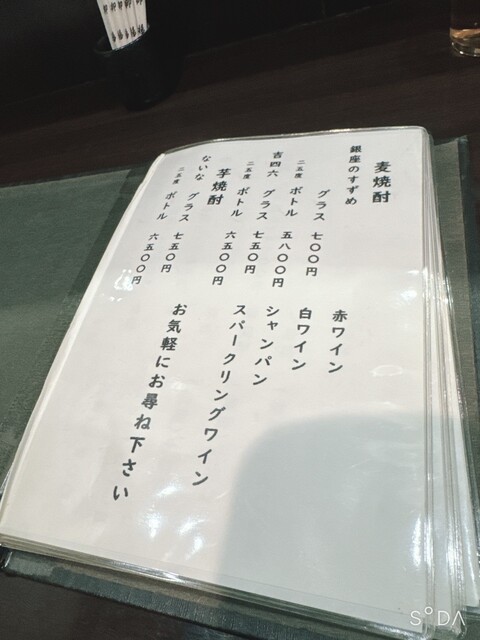 麦焼酎
銀座のすずめ
グラス 七〇〇円
二五度 ボトル 五八〇〇円
吉四六 グラス 七五〇円
二五度 ボトル 六五〇〇円
芋焼酎
ないな グラス 七五〇円
二五度 ボトル 六五〇〇円
赤ワイン
白ワイン
シャンパン
スパークリングワイン
お気軽にお尋ね下さい
SODA